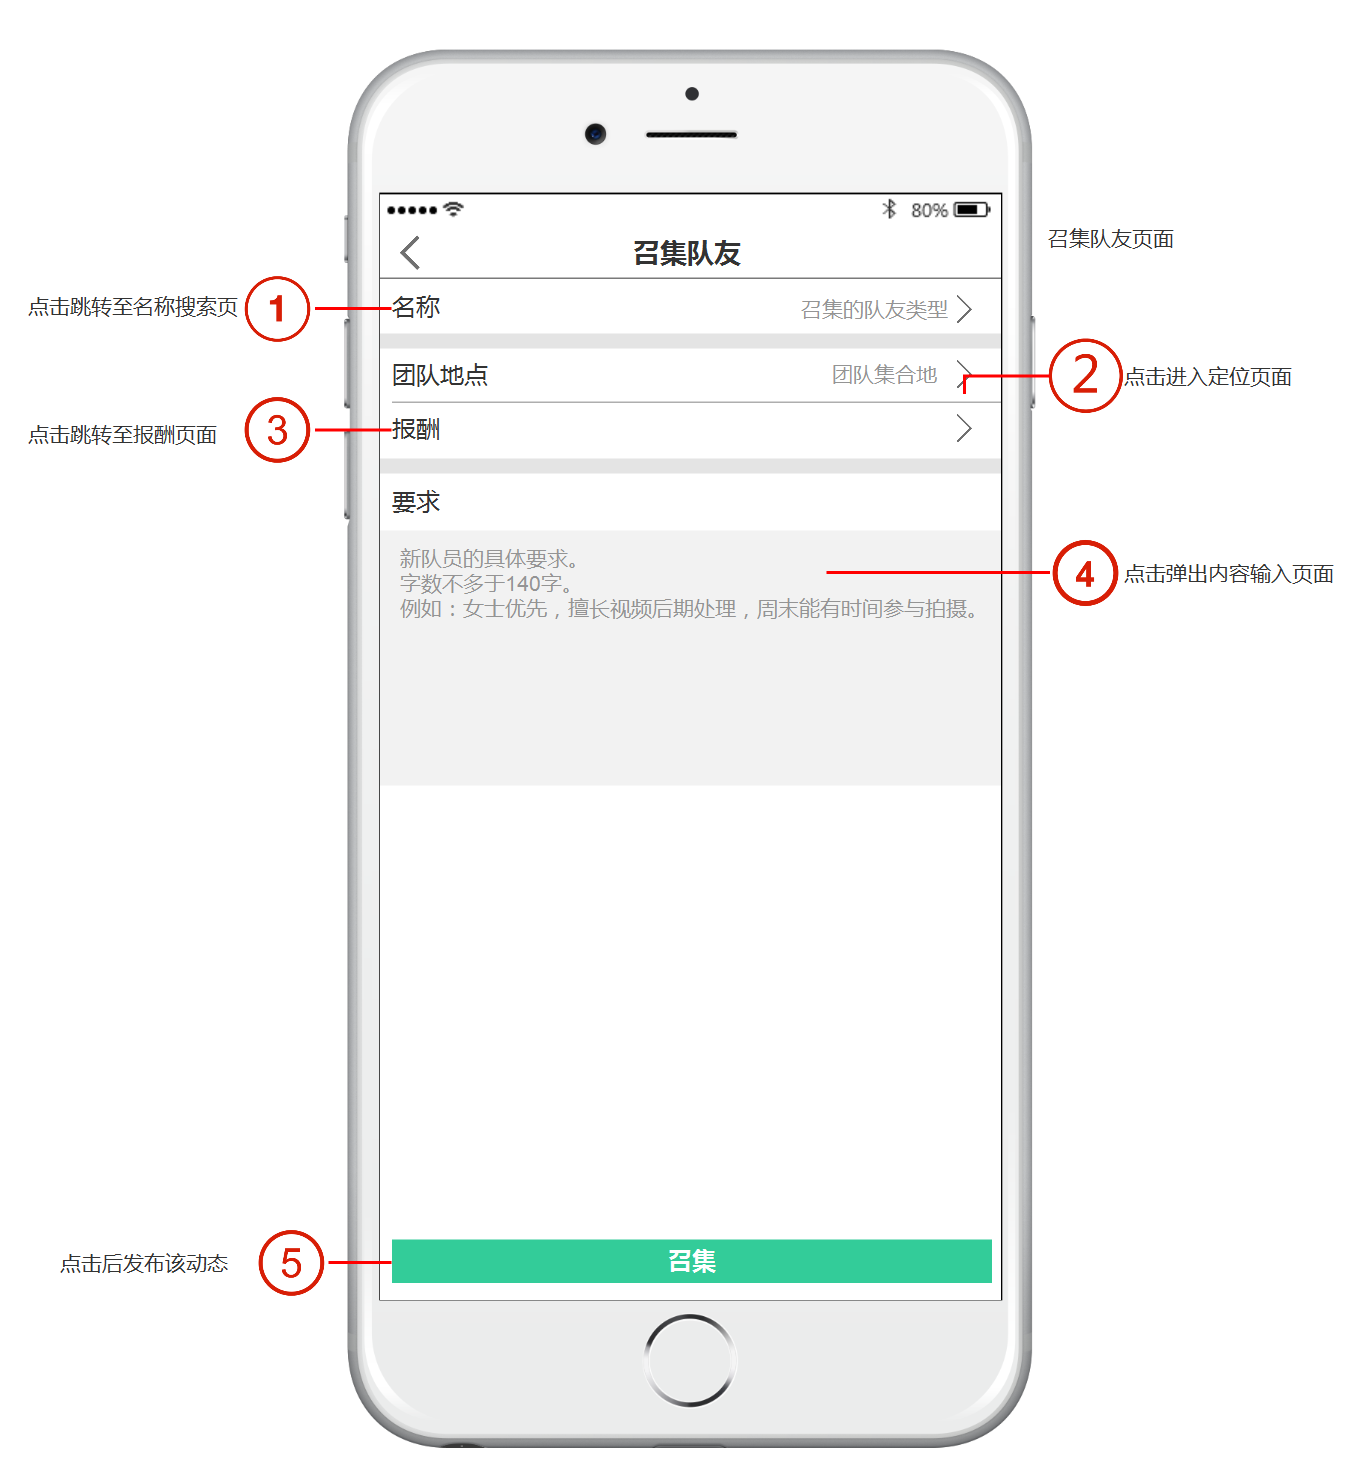 80%
召集队友
召集队友页面
点击跳转至名称搜索页
1
名称
召集的队友类型
团队地点
团队集合地
2
点击进入定位页面
点击跳转至报酬页面
3
报酬
要求
新队员的具体要求。
字数不多于140字。
例如：女士优先，擅长视频后期处理，周末能有时间参与拍摄。
4
点击弹出内容输入页面
点击后发布该动态
5
召集